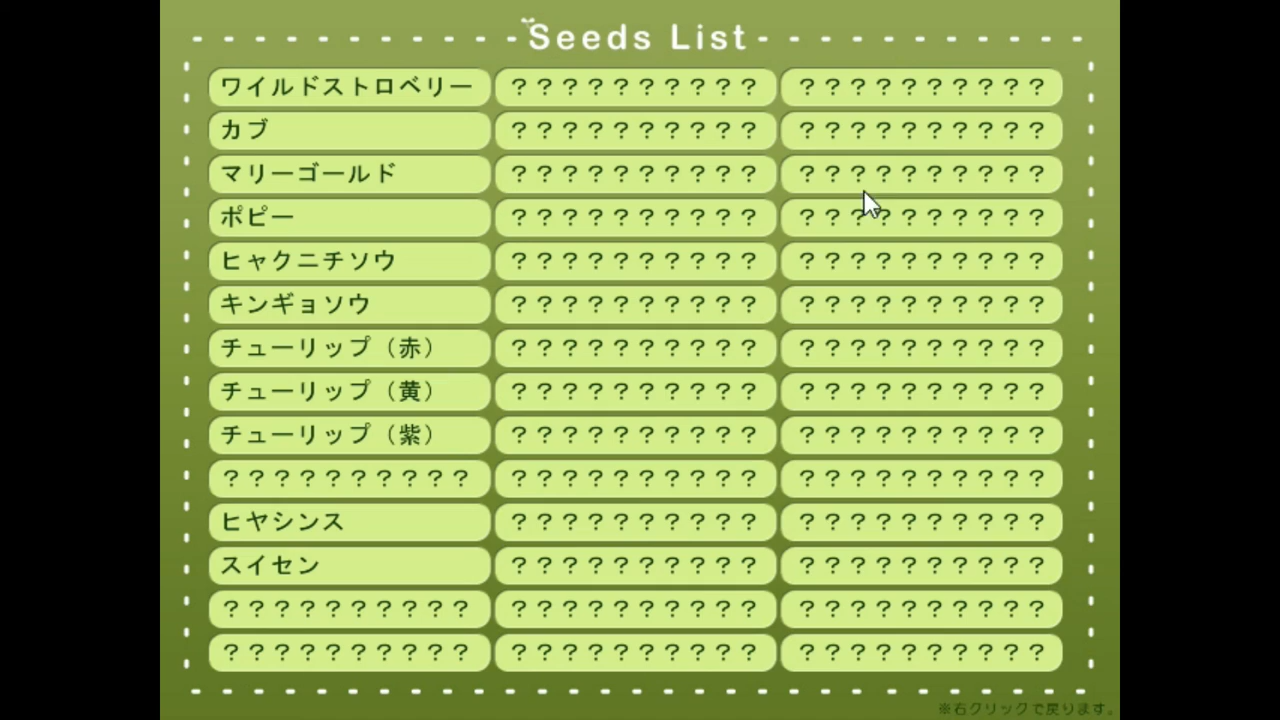 Seeds List
ワイルドストロベリー ？？？？？？？？？？ ？？？？？？？？？？
カブ ？？？？？？？？？？ ？？？？？？？？？？
マリーゴールド ？？？？？？？？？？ ？？？？？？？？？？
ポピー ？？？？？？？？？？ ？？？？？？？？？？
ヒャクニチソウ ？？？？？？？？？？ ？？？？？？？？？？
キンギョソウ ？？？？？？？？？？ ？？？？？？？？？？
チューリップ（赤） ？？？？？？？？？？ ？？？？？？？？？？
チューリップ（黄） ？？？？？？？？？？ ？？？？？？？？？？
チューリップ（紫） ？？？？？？？？？？ ？？？？？？？？？？
？？？？？？？？？？ ？？？？？？？？？？ ？？？？？？？？？？
ヒヤシンス ？？？？？？？？？？ ？？？？？？？？？？
スイセン ？？？？？？？？？？ ？？？？？？？？？？
？？？？？？？？？？ ？？？？？？？？？？ ？？？？？？？？？？
？？？？？？？？？？ ？？？？？？？？？？ ？？？？？？？？？？
※右クリックで戻ります。